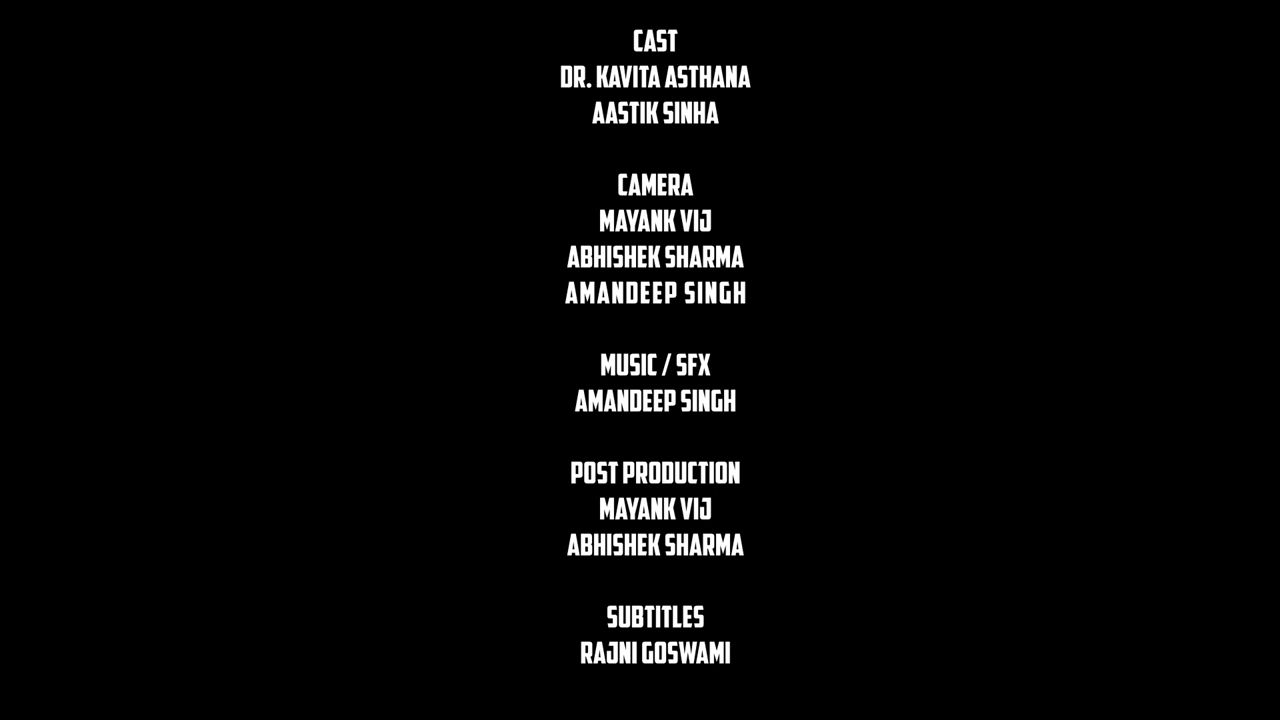 CAST
DR. KAVITA ASTHANA
AASTIK SINHA
CAMERA
MAYANK VIJ
ABHISHEK SHARMA
AMANDEEP SINGH
MUSIC / SFX
AMANDEEP SINGH
POST PRODUCTION
MAYANK VIJ
ABHISHEK SHARMA
SUBTITLES
RAJNI GOSWAMI